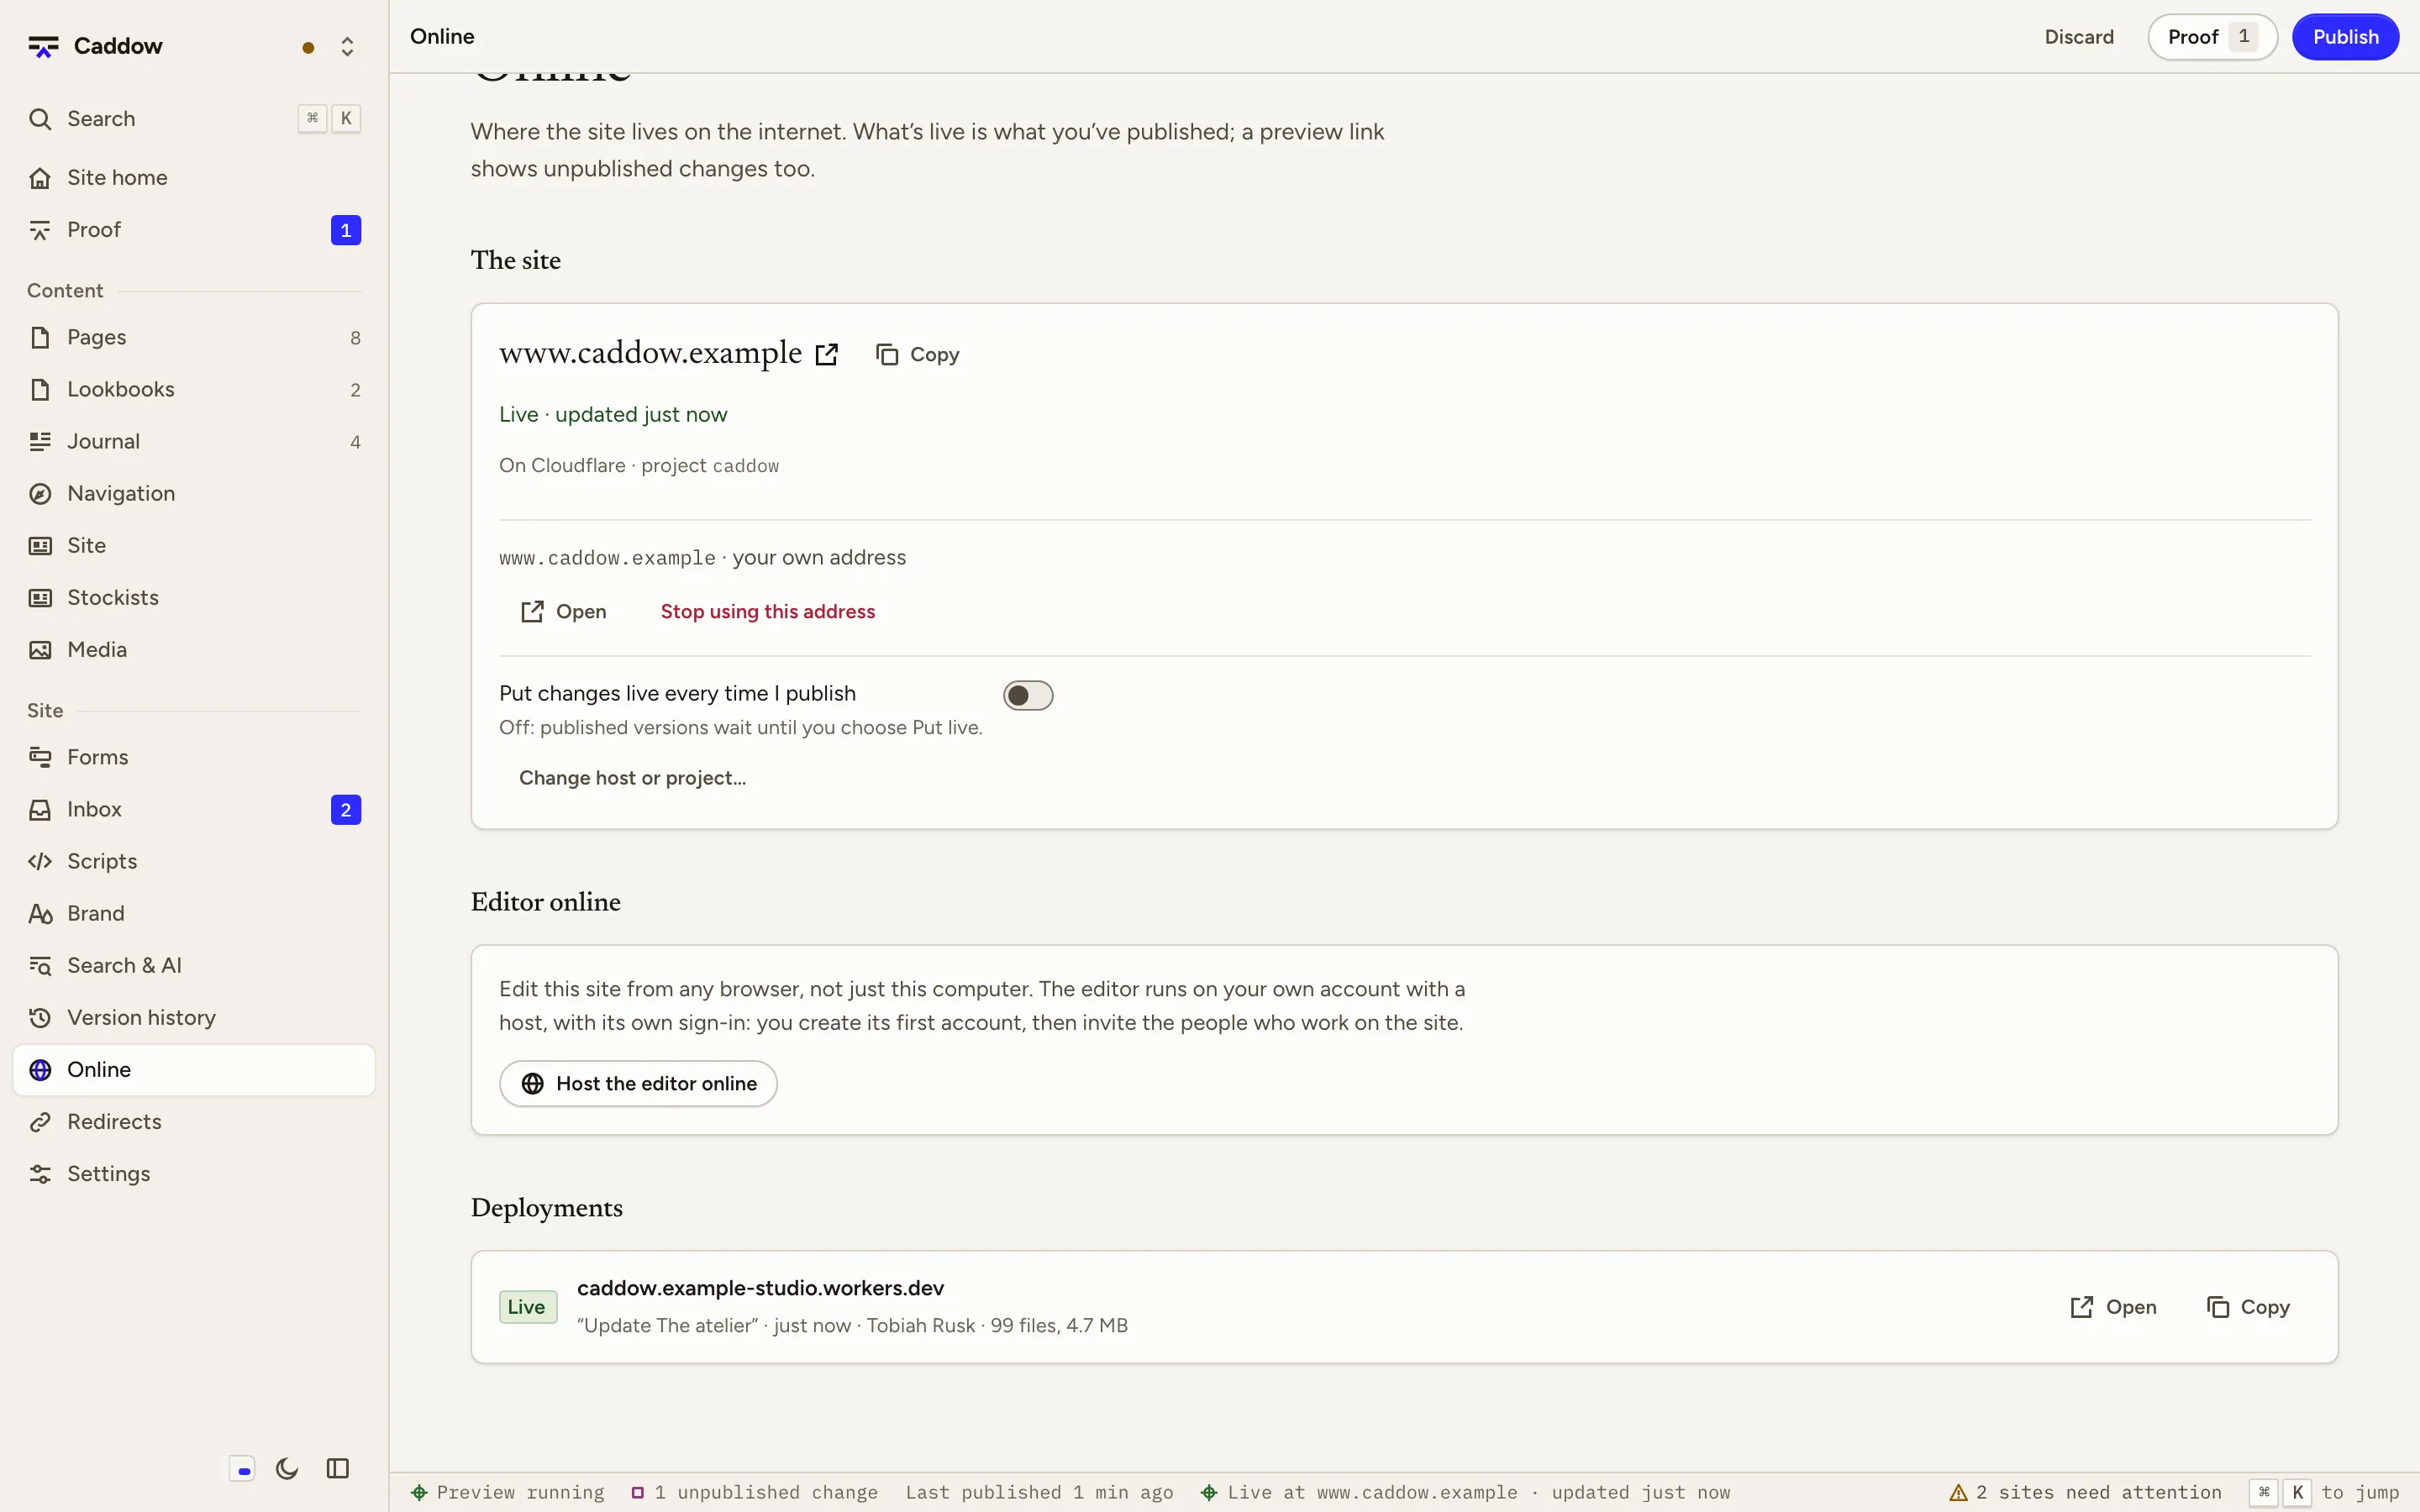 Caddow
Search
⌘ K
Site home
Proof
1
Content
Pages
8
Lookbooks
2
Journal
4
Navigation
Site
Stockists
Media
Site
Forms
Inbox
2
Scripts
Brand
Search & AI
Version history
Online
Redirects
Settings
Online
Discard
Proof 1
Publish
Online
Where the site lives on the internet. What’s live is what you’ve published; a preview link
shows unpublished changes too.
The site
www.caddow.example
Copy
Live · updated just now
On Cloudflare · project caddow
www.caddow.example · your own address
Open
Stop using this address
Put changes live every time I publish
Off: published versions wait until you choose Put live.
Change host or project…
Editor online
Edit this site from any browser, not just this computer. The editor runs on your own account with a
host, with its own sign-in: you create its first account, then invite the people who work on the site.
Host the editor online
Deployments
Live
caddow.example-studio.workers.dev
“Update The atelier” · just now · Tobiah Rusk · 99 files, 4.7 MB
Open
Copy
Preview running
1 unpublished change
Last published 1 min ago
Live at www.caddow.example · updated just now
2 sites need attention
⌘ K to jump